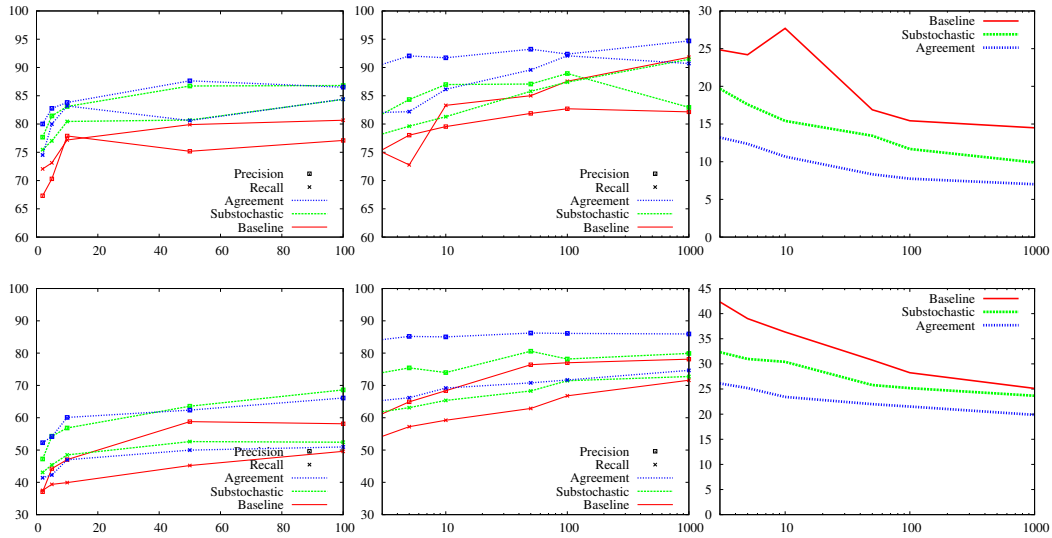 100
95
90
85
80
75
70
65
60
0 20 40 60 80 100
Precision
Recall
Agreement
Substochastic
Baseline
100
95
90
85
80
75
70
65
60
10 100 1000
Precision
Recall
Agreement
Substochastic
Baseline
30
25
20
15
10
5
0
10 100 1000
Baseline
Substochastic
Agreement
100
90
80
70
60
50
40
30
0 20 40 60 80 100
Precision
Recall
Agreement
Substochastic
Baseline
100
90
80
70
60
50
40
30
10 100 1000
Precision
Recall
Agreement
Substochastic
Baseline
45
40
35
30
25
20
15
10
5
0
10 100 1000
Baseline
Substochastic
Agreement